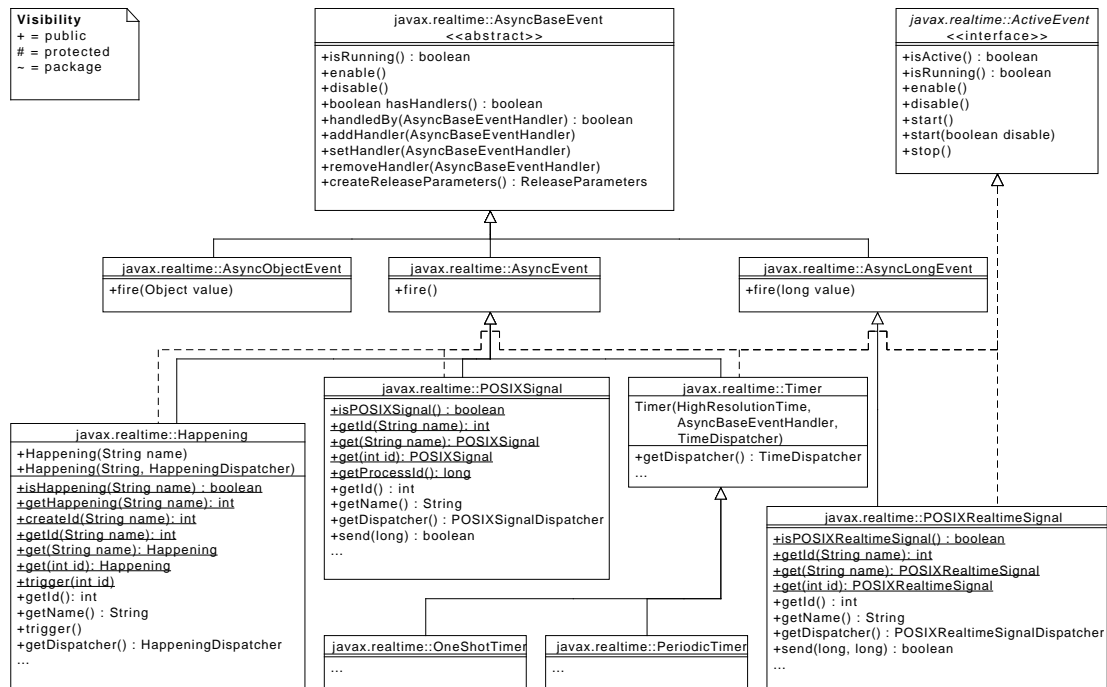 Visibility
+ = public
# = protected
~ = package
javax.realtime::AsyncBaseEvent
<<abstract>>
+isRunning() : boolean
+enable()
+disable()
+boolean hasHandlers() : boolean
+handledBy(AsyncBaseEventHandler) : boolean
+addHandler(AsyncBaseEventHandler)
+setHandler(AsyncBaseEventHandler)
+removeHandler(AsyncBaseEventHandler)
+createReleaseParameters() : ReleaseParameters
javax.realtime::ActiveEvent
<<interface>>
+isActive() : boolean
+isRunning() : boolean
+enable()
+disable()
+start()
+start(boolean disable)
+stop()
javax.realtime::AsyncObjectEvent
+fire(Object value)
javax.realtime::AsyncEvent
+fire()
javax.realtime::AsyncLongEvent
+fire(long value)
javax.realtime::Happening
+Happening(String name)
+Happening(String, HappeningDispatcher)
+isHappening(String name) : boolean
+getHappening(String name): int
+createId(String name): int
+getId(String name): int
+get(String name): Happening
+get(int id): Happening
+trigger(int id)
+getId(): int
+getName() : String
+trigger()
+getDispatcher() : HappeningDispatcher
...
javax.realtime::POSIXSignal
+isPOSIXSignal() : boolean
+getId(String name): int
+get(String name): POSIXSignal
+get(int id): POSIXSignal
+getProcessId(): long
+getId() : int
+getName() : String
+getDispatcher() : POSIXSignalDispatcher
+send(long) : boolean
...
javax.realtime::Timer
Timer(HighResolutionTime,
AsyncBaseEventHandler,
TimeDispatcher)
+getDispatcher() : TimeDispatcher
...
javax.realtime::POSIXRealtimeSignal
+isPOSIXRealtimeSignal() : boolean
+getId(String name): int
+get(String name): POSIXRealtimeSignal
+get(int id): POSIXRealtimeSignal
+getId() : int
+getName() : String
+getDispatcher() : POSIXRealtimeSignalDispatcher
+send(long, long) : boolean
...
javax.realtime::OneShotTimer
...
javax.realtime::PeriodicTimer
...